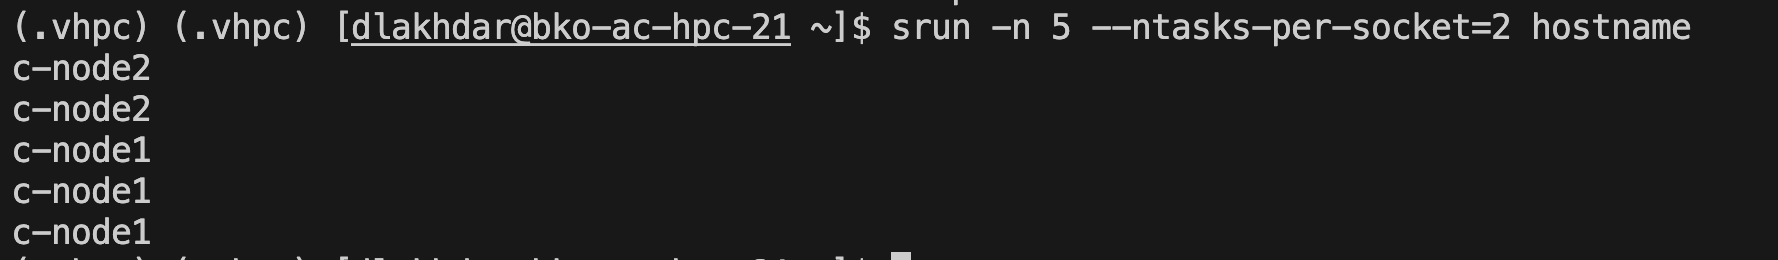 (.vhpc) (.vhpc) [dlakhdar@bko-ac-hpc-21 ~]$ srun -n 5 --ntasks-per-socket=2 hostname
c-node2
c-node2
c-node1
c-node1
c-node1